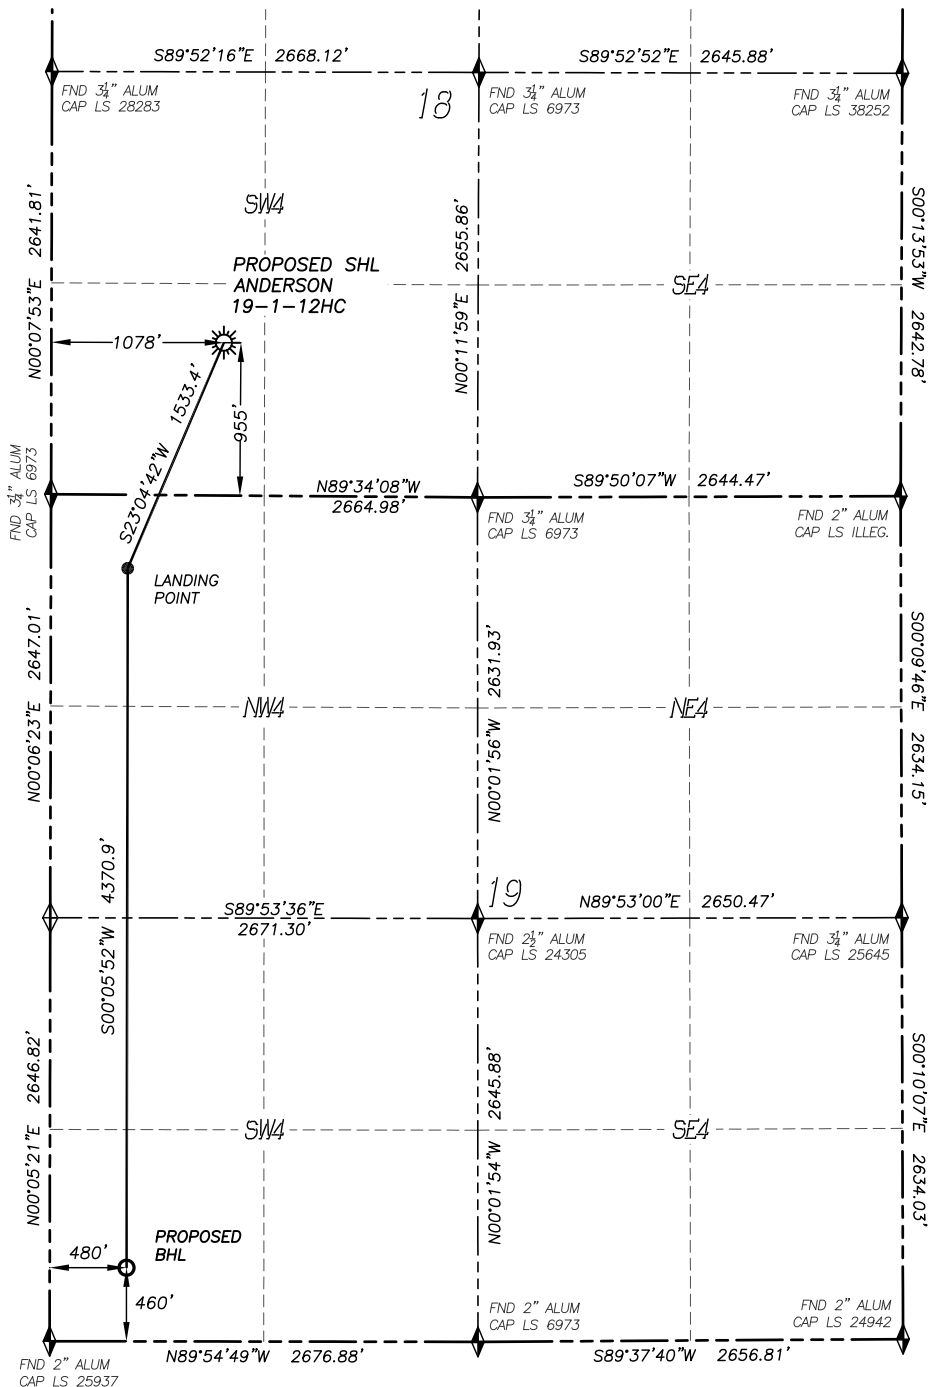 S89°52'16"E 2668.12'
S89°52'52"E 2645.88'
FND 3¼" ALUM
CAP LS 28283
18
FND 3¼" ALUM
CAP LS 6973
FND 3¼" ALUM
CAP LS 38252
SW4
N00°07'53"E 2641.81'
N00°11'59"E 2655.86'
S00°13'53"W 2642.78'
PROPOSED SHL
ANDERSON
19-1-12HC
SE4
1078'
955'
S23°04'42"W 1533.4'
FND 3¼" ALUM
CAP LS 6973
N89°34'08"W
2664.98'
S89°50'07"W 2644.47'
FND 3¼" ALUM
CAP LS 6973
FND 2" ALUM
CAP LS ILLEG.
LANDING
POINT
N00°06'23"E 2647.01'
N00°01'56"W 2631.93'
S00°09'46"E 2634.15'
NW4
NE4
S00°05'52"W 4370.9'
19
S89°53'36"E
2671.30'
N89°53'00"E 2650.47'
FND 2½" ALUM
CAP LS 24305
FND 3¼" ALUM
CAP LS 25645
N00°05'21"E 2646.82'
N00°01'54"W 2645.88'
S00°10'07"E 2634.03'
SW4
SE4
PROPOSED
BHL
480'
460'
FND 2" ALUM
CAP LS 6973
FND 2" ALUM
CAP LS 24942
N89°54'49"W 2676.88'
S89°37'40"W 2656.81'
FND 2" ALUM
CAP LS 25937